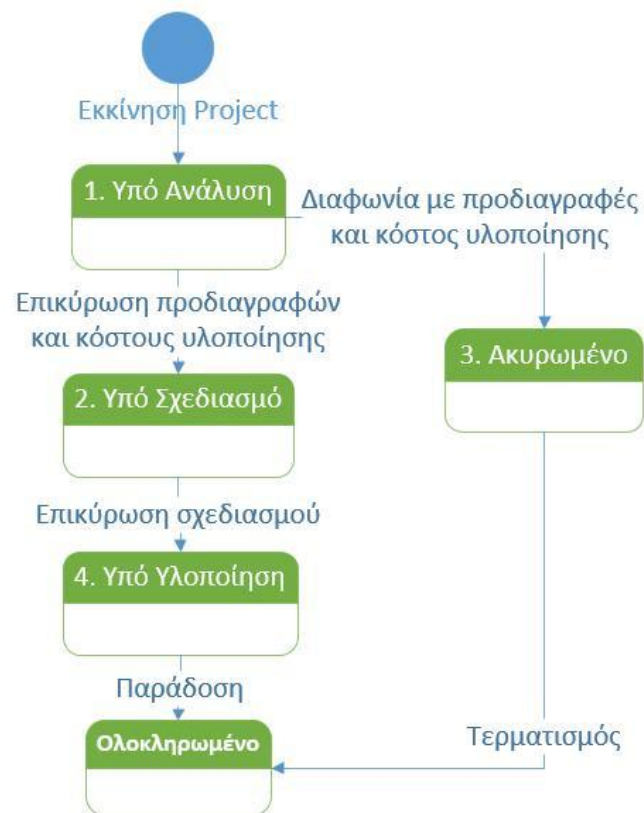 Εκκίνηση Project
1. Υπό Ανάλυση
Διαφωνία με προδιαγραφές
και κόστος υλοποίησης
Επικύρωση προδιαγραφών
και κόστους υλοποίησης
3. Ακυρωμένο
2. Υπό Σχεδιασμό
Επικύρωση σχεδιασμού
4. Υπό Υλοποίηση
Παράδοση
Ολοκληρωμένο
Τερματισμός